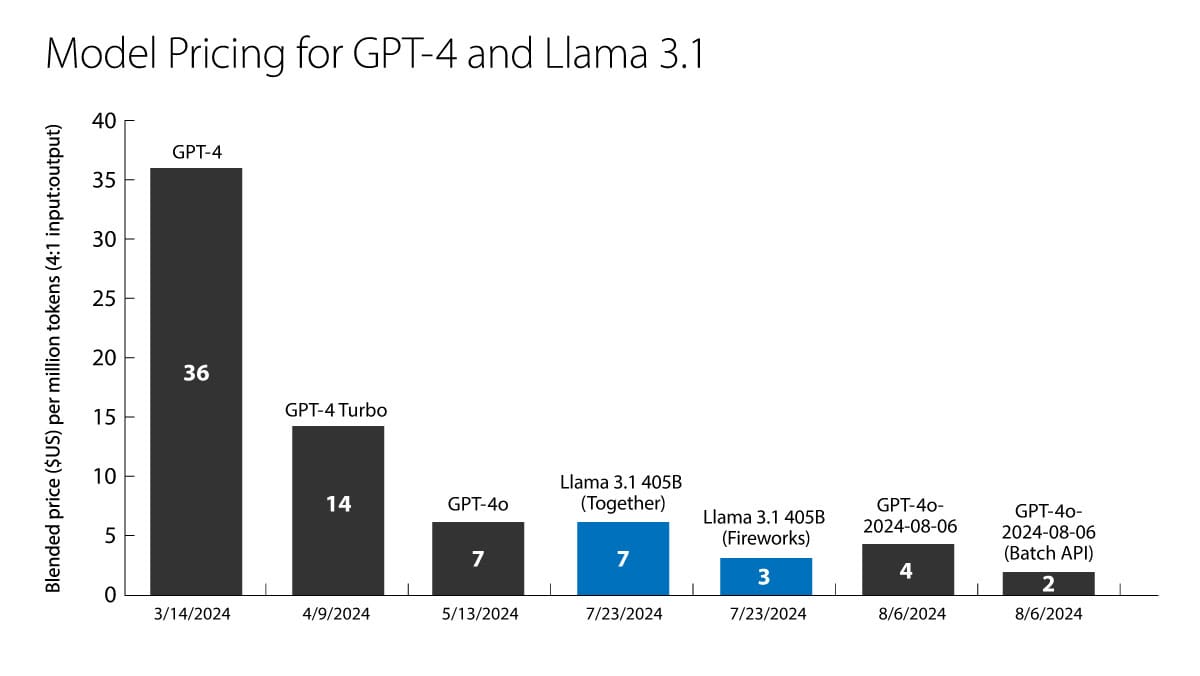 Model Pricing for GPT-4 and Llama 3.1
Blended price ($US) per million tokens (4:1 input:output)
40
35
30
25
20
15
10
5
0
GPT-4
36
3/14/2024
GPT-4 Turbo
14
4/9/2024
GPT-4o
7
5/13/2024
Llama 3.1 405B
(Together)
7
7/23/2024
Llama 3.1 405B
(Fireworks)
3
7/23/2024
GPT-4o-
2024-08-06
4
8/6/2024
GPT-4o-
2024-08-06
(Batch API)
2
8/6/2024